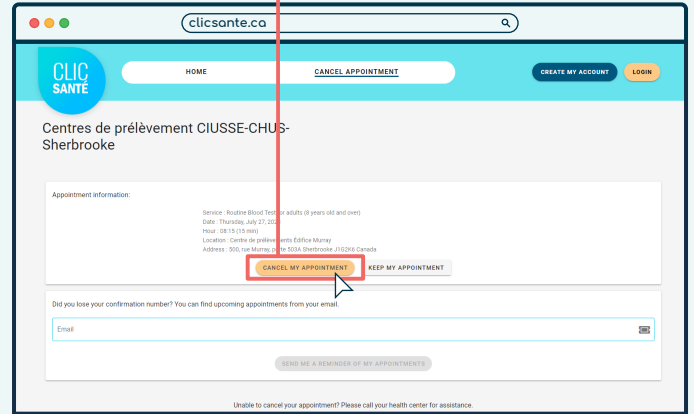 clicsante.ca
CLIC
SANTÉ
HOME
CANCEL APPOINTMENT
CREATE MY ACCOUNT
LOGIN
Centres de prélèvement CIUSSE-CHUS-
Sherbrooke
Appointment information:
Service : Routine Blood Test for adults (8 years old and over)
Date : Thursday, July 27, 202
Hour : 08:15 (15 min)
Location : Centre de prélèvements Édifice Murray
Address : 500, rue Murray, porte 503A Sherbrooke J1G2K6 Canada
CANCEL MY APPOINTMENT
KEEP MY APPOINTMENT
Did you lose your confirmation number? You can find upcoming appointments from your email.
Email
SEND ME A REMINDER OF MY APPOINTMENTS
Unable to cancel your appointment? Please call your health center for assistance.